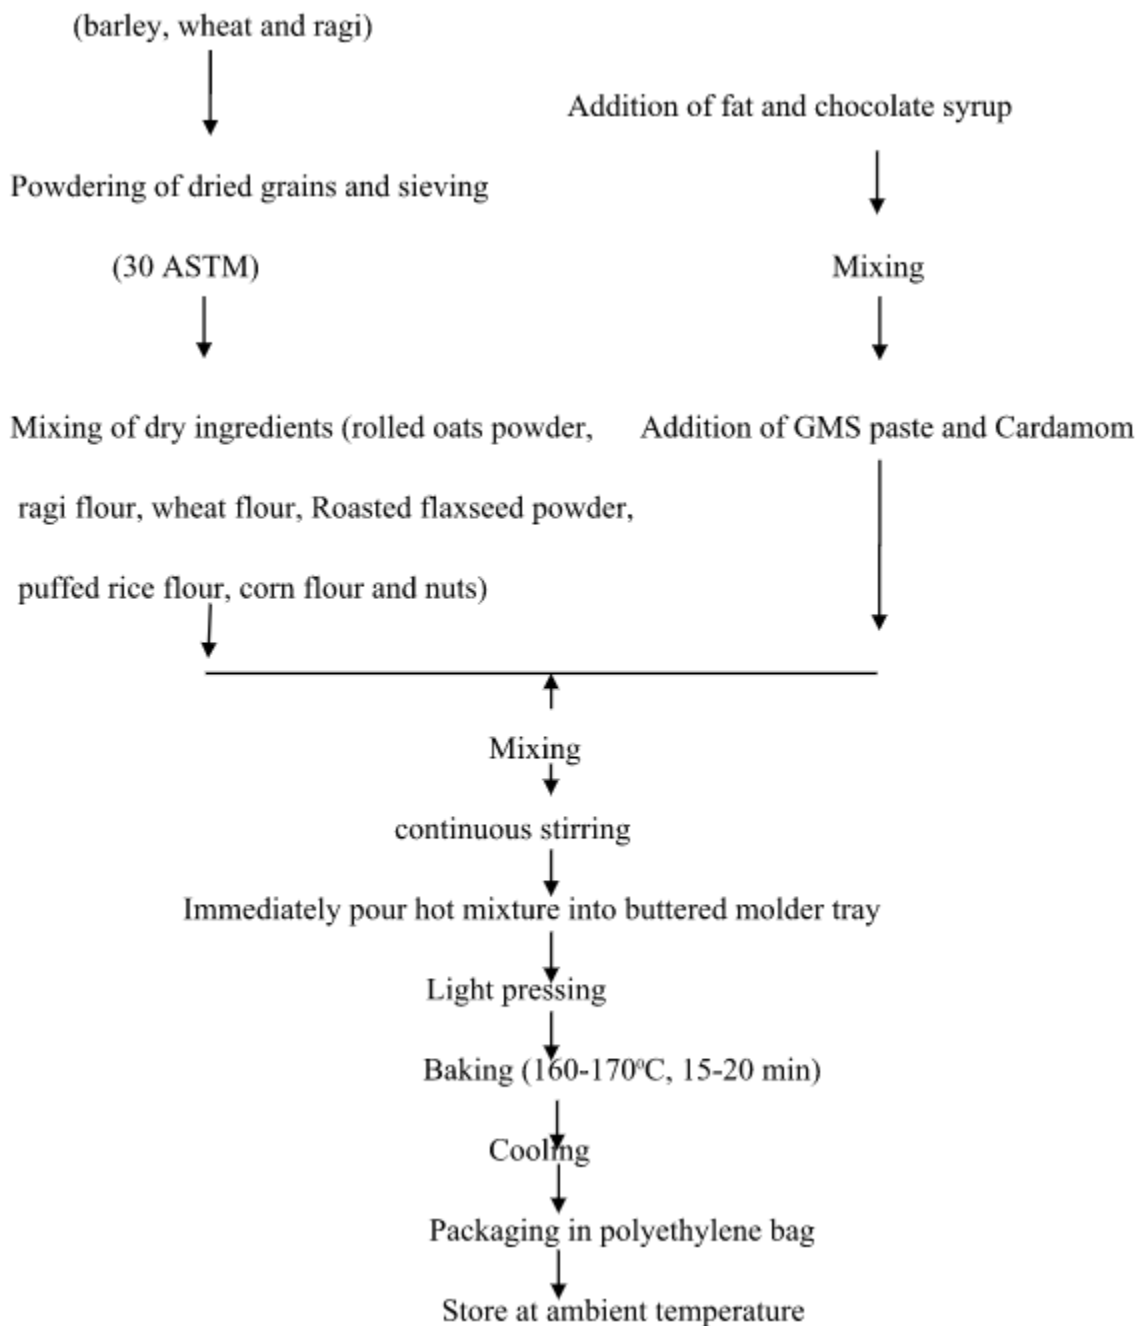 (barley, wheat and ragi)
Addition of fat and chocolate syrup
Powdering of dried grains and sieving
(30 ASTM)
Mixing
Mixing of dry ingredients (rolled oats powder,
Addition of GMS paste and Cardamom
ragi flour, wheat flour, Roasted flaxseed powder,
puffed rice flour, corn flour and nuts)
Mixing
continuous stirring
Immediately pour hot mixture into buttered molder tray
Light pressing
Baking (160-170ºC, 15-20 min)
Cooling
Packaging in polyethylene bag
Store at ambient temperature